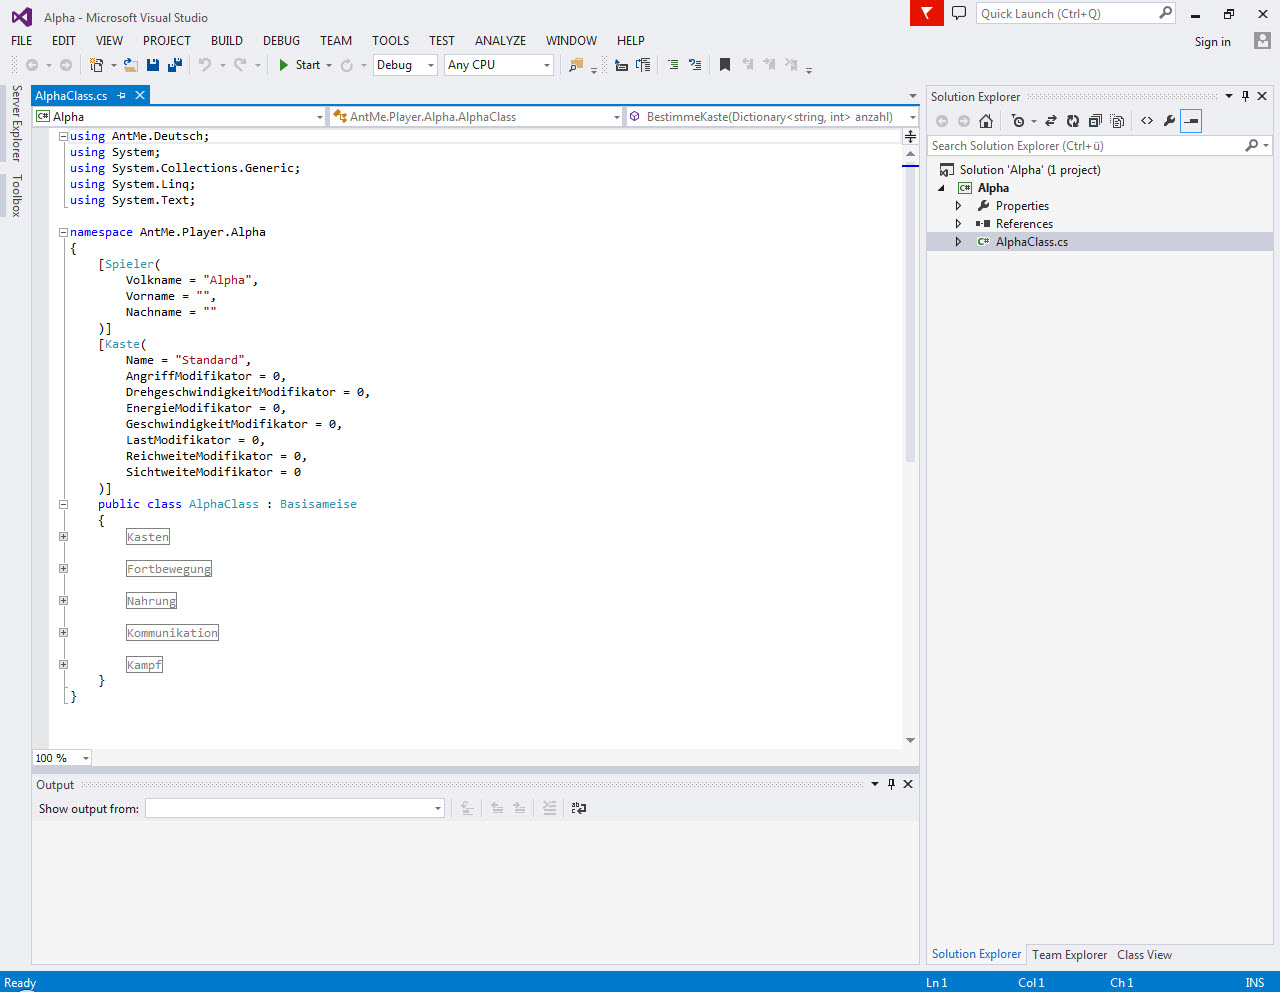 Alpha - Microsoft Visual Studio
Quick Launch (Ctrl+Q)
FILE EDIT VIEW PROJECT BUILD DEBUG TEAM TOOLS TEST ANALYZE WINDOW HELP
Sign in
Start Debug Any CPU
Server Explorer
Toolbox
AlphaClass.cs
C# Alpha AntMe.Player.Alpha.AlphaClass BestimmeKaste(Dictionary<string, int> anzahl)
using AntMe.Deutsch;
using System;
using System.Collections.Generic;
using System.Linq;
using System.Text;
namespace AntMe.Player.Alpha
{
[Spieler(
Volkname = "Alpha",
Vorname = "",
Nachname = ""
)]
[Kaste(
Name = "Standard",
AngriffModifikator = 0,
DrehgeschwindigkeitModifikator = 0,
EnergieModifikator = 0,
GeschwindigkeitModifikator = 0,
LastModifikator = 0,
ReichweiteModifikator = 0,
SichtweiteModifikator = 0
)]
public class AlphaClass : Basisameise
{
Kasten
Fortbewegung
Nahrung
Kommunikation
Kampf
}
}
100 %
Output
Show output from:
Solution Explorer
Search Solution Explorer (Ctrl+ü)
Solution 'Alpha' (1 project)
C# Alpha
Properties
References
C# AlphaClass.cs
Solution Explorer Team Explorer Class View
Ready Ln 1 Col 1 Ch 1 INS